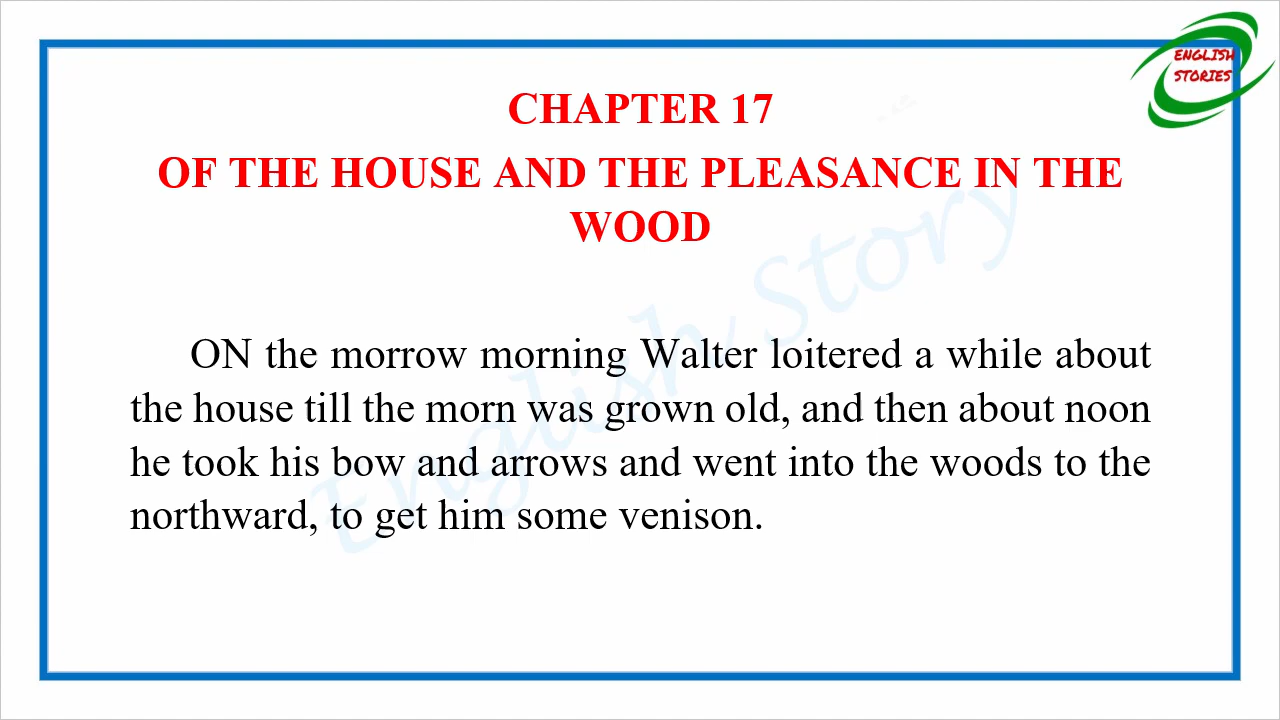 ENGLISH
STORIES
CHAPTER 17
OF THE HOUSE AND THE PLEASANCE IN THE
WOOD
ON the morrow morning Walter loitered a while about
the house till the morn was grown old, and then about noon
he took his bow and arrows and went into the woods to the
northward, to get him some venison.
English Story